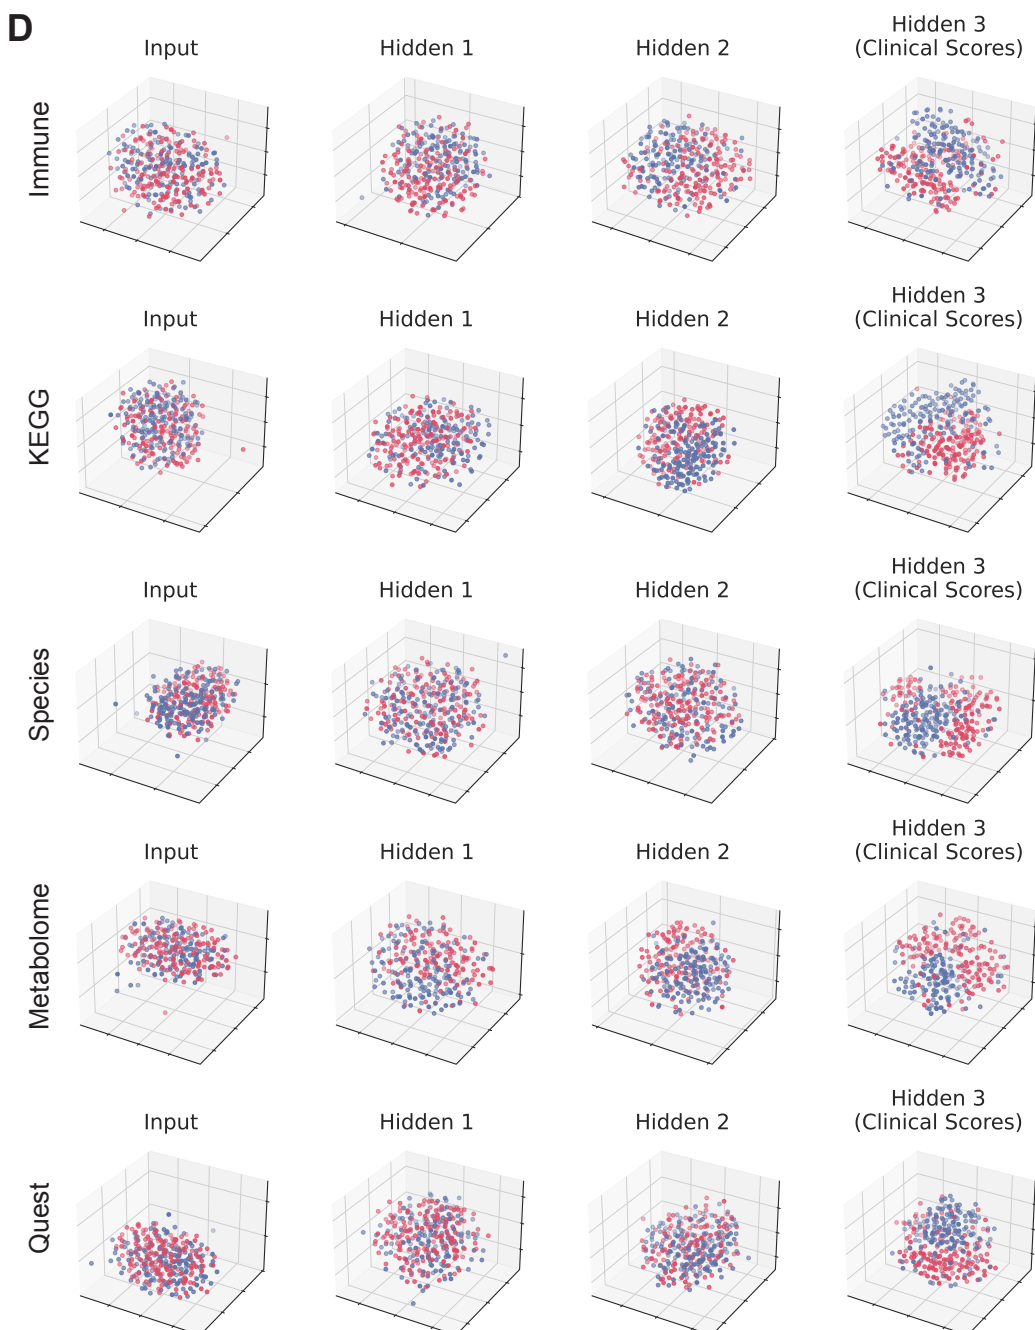 D
Input
Hidden 1
Hidden 2
Hidden 3
(Clinical Scores)
Immune
Input
Hidden 1
Hidden 2
Hidden 3
(Clinical Scores)
KEGG
Input
Hidden 1
Hidden 2
Hidden 3
(Clinical Scores)
Species
Input
Hidden 1
Hidden 2
Hidden 3
(Clinical Scores)
Metabolome
Input
Hidden 1
Hidden 2
Hidden 3
(Clinical Scores)
Quest